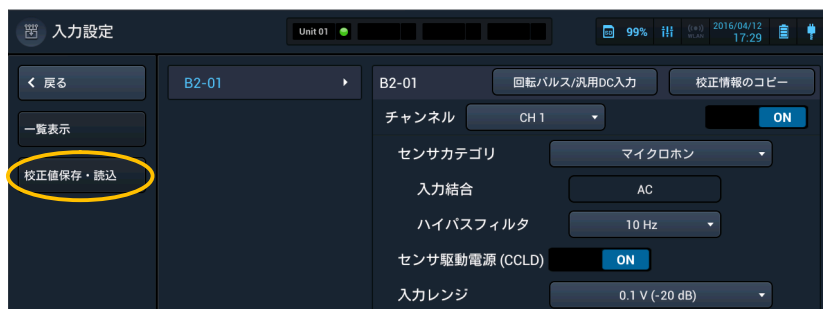 入力設定
Unit 01
SD 99% WLAN 2016/04/12 17:29
戻る
一覧表示
校正値保存・読込
B2-01
B2-01 回転パルス/汎用DC入力 校正情報のコピー
チャンネル CH 1 ON
センサカテゴリ マイクロホン
入力結合 AC
ハイパスフィルタ 10 Hz
センサ駆動電源 (CCLD) ON
入力レンジ 0.1 V (-20 dB)